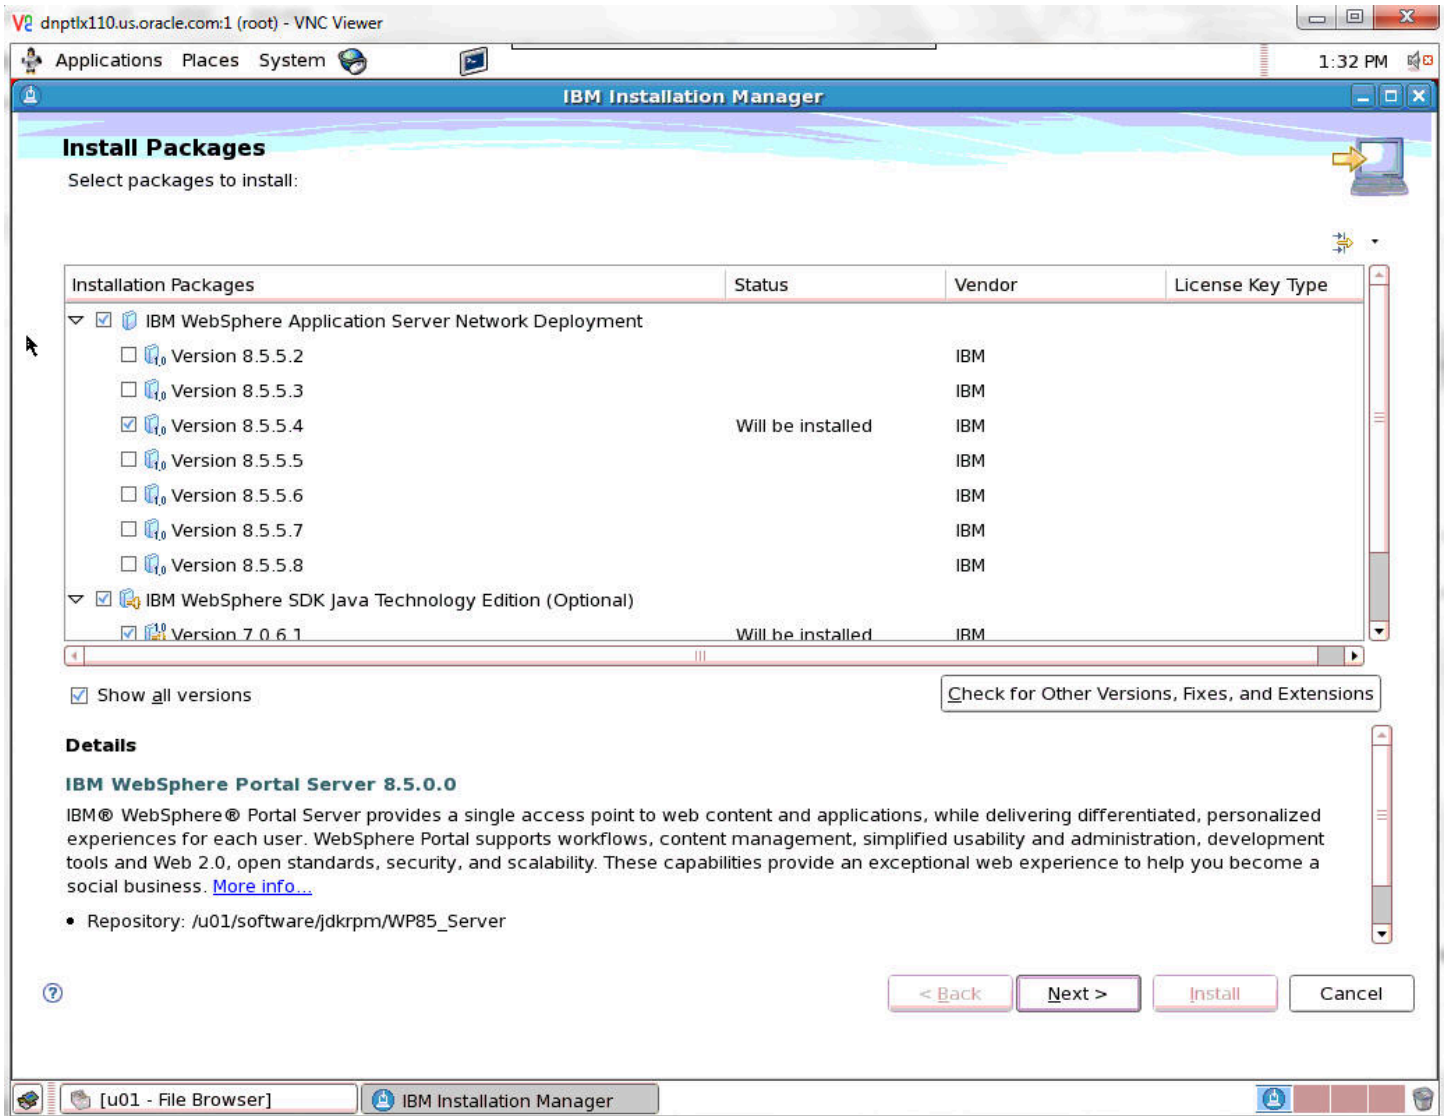 dnptlx110.us.oracle.com:1 (root) - VNC Viewer
Applications Places System 1:32 PM
IBM Installation Manager
Install Packages
Select packages to install:
Installation Packages Status Vendor License Key Type
IBM WebSphere Application Server Network Deployment
Version 8.5.5.2 IBM
Version 8.5.5.3 IBM
Version 8.5.5.4 Will be installed IBM
Version 8.5.5.5 IBM
Version 8.5.5.6 IBM
Version 8.5.5.7 IBM
Version 8.5.5.8 IBM
IBM WebSphere SDK Java Technology Edition (Optional)
Version 7.0.6.1 Will be installed IBM
Show all versions Check for Other Versions, Fixes, and Extensions
Details
IBM WebSphere Portal Server 8.5.0.0
IBM® WebSphere® Portal Server provides a single access point to web content and applications, while delivering differentiated, personalized
experiences for each user. WebSphere Portal supports workflows, content management, simplified usability and administration, development
tools and Web 2.0, open standards, security, and scalability. These capabilities provide an exceptional web experience to help you become a
social business. More info...
• Repository: /u01/software/jdkrpm/WP85_Server
< Back Next > Install Cancel
[u01 - File Browser] IBM Installation Manager